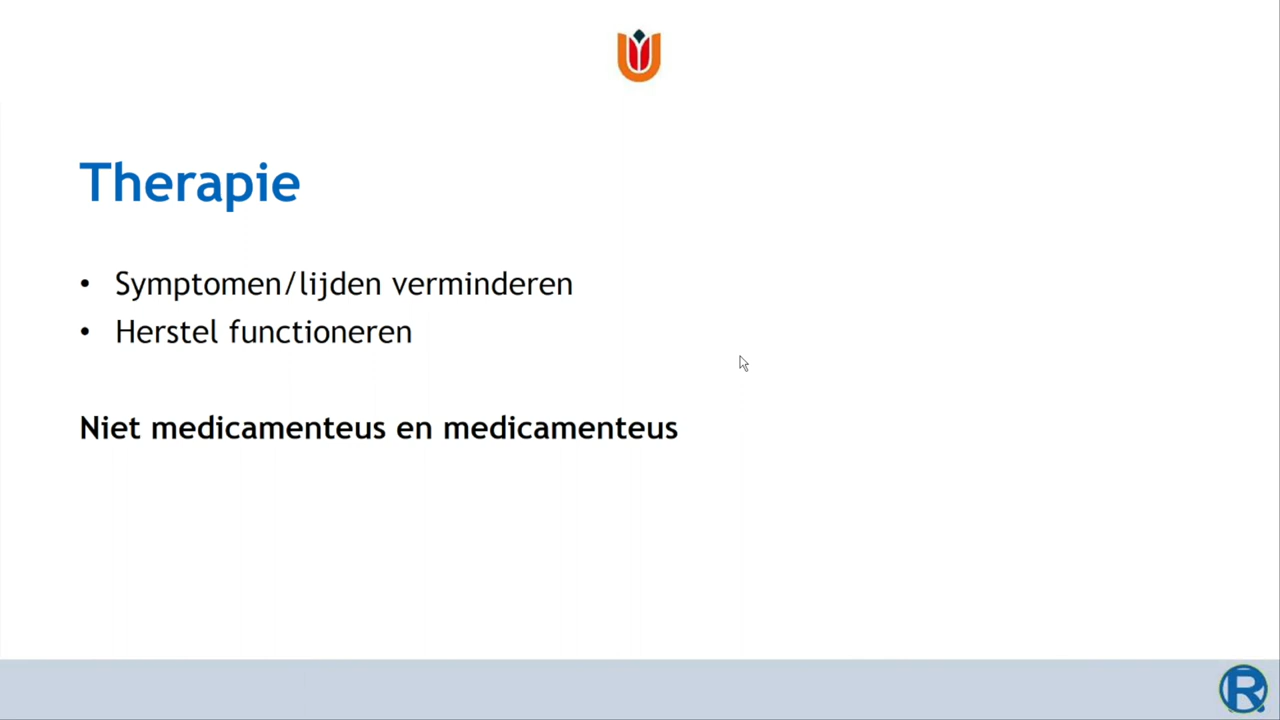 Therapie
• Symptomen/lijden verminderen
• Herstel functioneren
Niet medicamenteus en medicamenteus
R